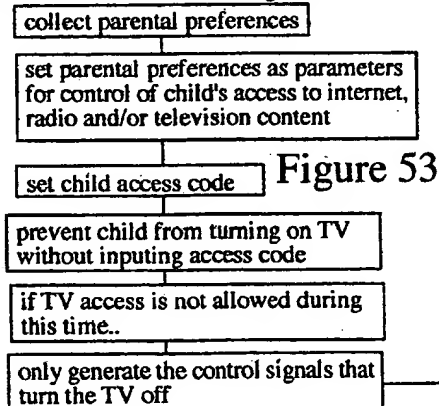 collect parental preferences
set parental preferences as parameters
for control of child's access to internet,
radio and/or television content
set child access code
Figure 53
prevent child from turning on TV
without inputing access code
if TV access is not allowed during
this time..
only generate the control signals that
turn the TV off